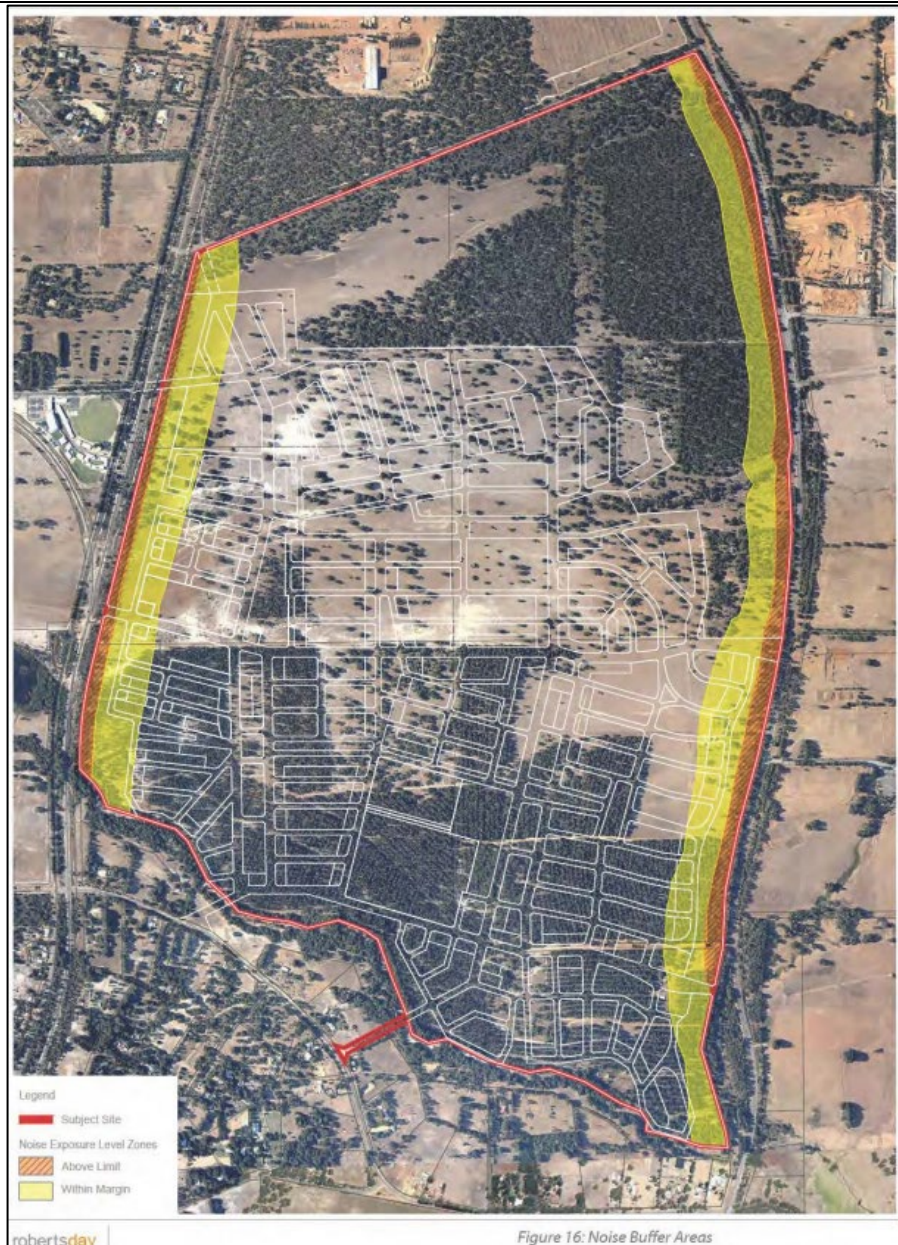 Legend
Subject Site
Noise Exposure Level Zones
Above Limit
Within Margin
robertsday
Figure 16: Noise Buffer Areas